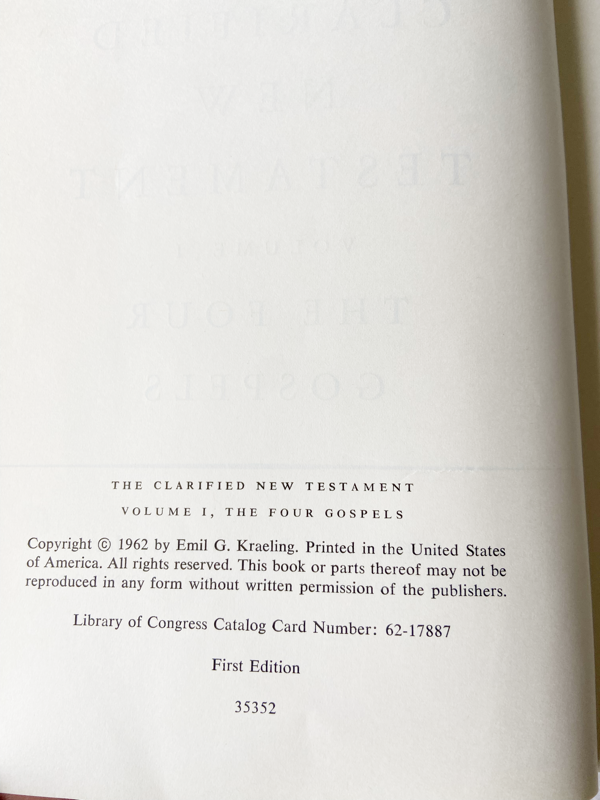 THE CLARIFIED NEW TESTAMENT
VOLUME I, THE FOUR GOSPELS
Copyright © 1962 by Emil G. Kraeling. Printed in the United States
of America. All rights reserved. This book or parts thereof may not be
reproduced in any form without written permission of the publishers.
Library of Congress Catalog Card Number: 62-17887
First Edition
35352